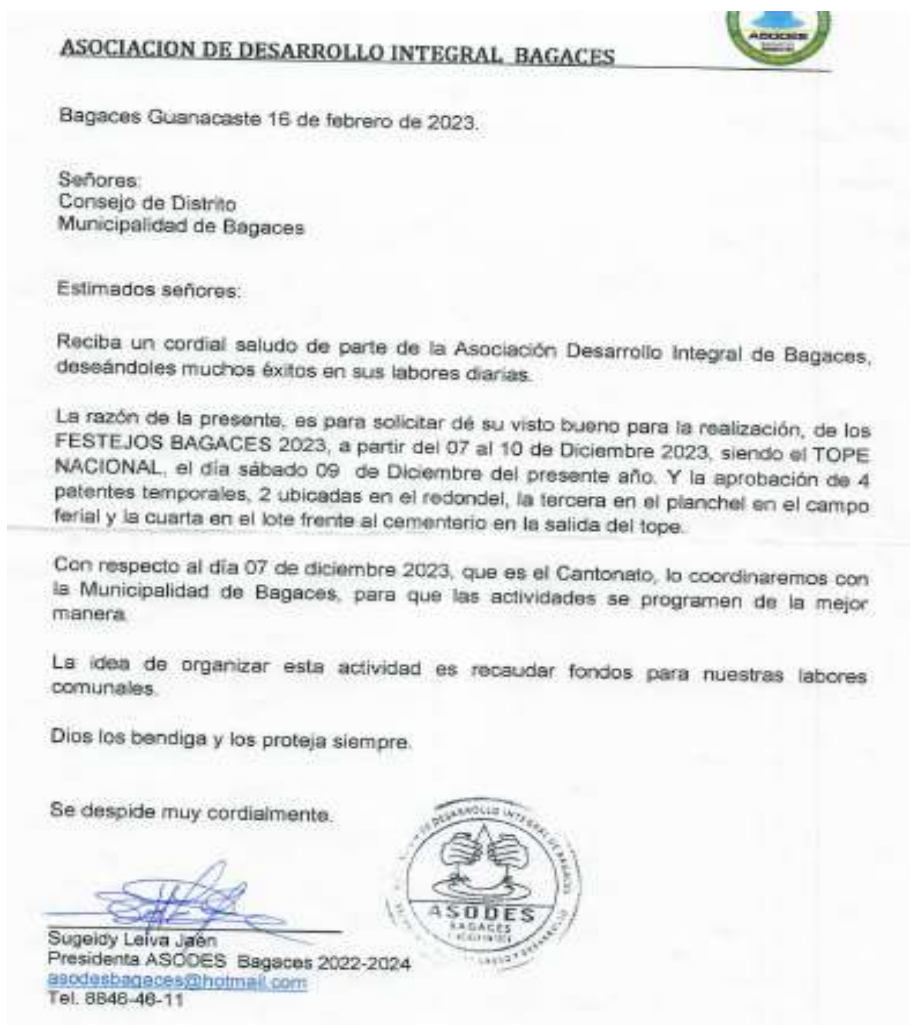 ASODES
ASOCIACION DE DESARROLLO INTEGRAL BAGACES
Bagaces Guanacaste 16 de febrero de 2023.
Señores:
Consejo de Distrito
Municipalidad de Bagaces
Estimados señores:
Reciba un cordial saludo de parte de la Asociación Desarrollo Integral de Bagaces,
deseándoles muchos éxitos en sus labores diarias.
La razón de la presente, es para solicitar dé su visto bueno para la realización, de los
FESTEJOS BAGACES 2023, a partir del 07 al 10 de Diciembre 2023, siendo el TOPE
NACIONAL, el día sábado 09 de Diciembre del presente año. Y la aprobación de 4
patentes temporales, 2 ubicadas en el redondel, la tercera en el planchel en el campo
ferial y la cuarta en el lote frente al cementerio en la salida del tope.
Con respecto al día 07 de diciembre 2023, que es el Cantonato, lo coordinaremos con
la Municipalidad de Bagaces, para que las actividades se programen de la mejor
manera.
La idea de organizar esta actividad es recaudar fondos para nuestras labores
comunales.
Dios los bendiga y los proteja siempre.
Se despide muy cordialmente.
DE DESARROLLO INTEGRAL DE BAGACES
ASODES
BAGACES
Sugeidy Leiva Jaén
Presidenta ASODES Bagaces 2022-2024
asodesbagaces@hotmail.com
Tel. 8846-46-11